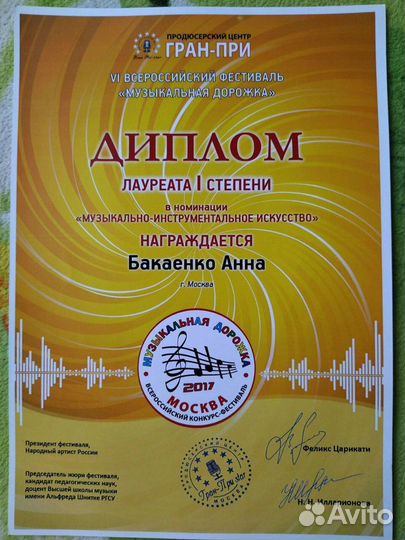 ПРОДЮСЕРСКИЙ ЦЕНТР
ГРАН-ПРИ
VI ВСЕРОССИЙСКИЙ ФЕСТИВАЛЬ
«МУЗЫКАЛЬНАЯ ДОРОЖКА»
ДИПЛОМ
ЛАУРЕАТА I СТЕПЕНИ
в номинации
«МУЗЫКАЛЬНО-ИНСТРУМЕНТАЛЬНОЕ ИСКУССТВО»
НАГРАЖДАЕТСЯ
Бакаенко Анна
г. Москва
МУЗЫКАЛЬНАЯ ДОРОЖКА
2017
МОСКВА
ВСЕРОССИЙСКИЙ КОНКУРС-ФЕСТИВАЛЬ
Президент фестиваля,
Народный артист России
Феликс Царикати
Председатель жюри фестиваля,
кандидат педагогических наук,
доцент Высшей школы музыки
имени Альфреда Шнитке РГСУ
Н. Н. Илларионова
Гран-При
МОСКВА
Avito